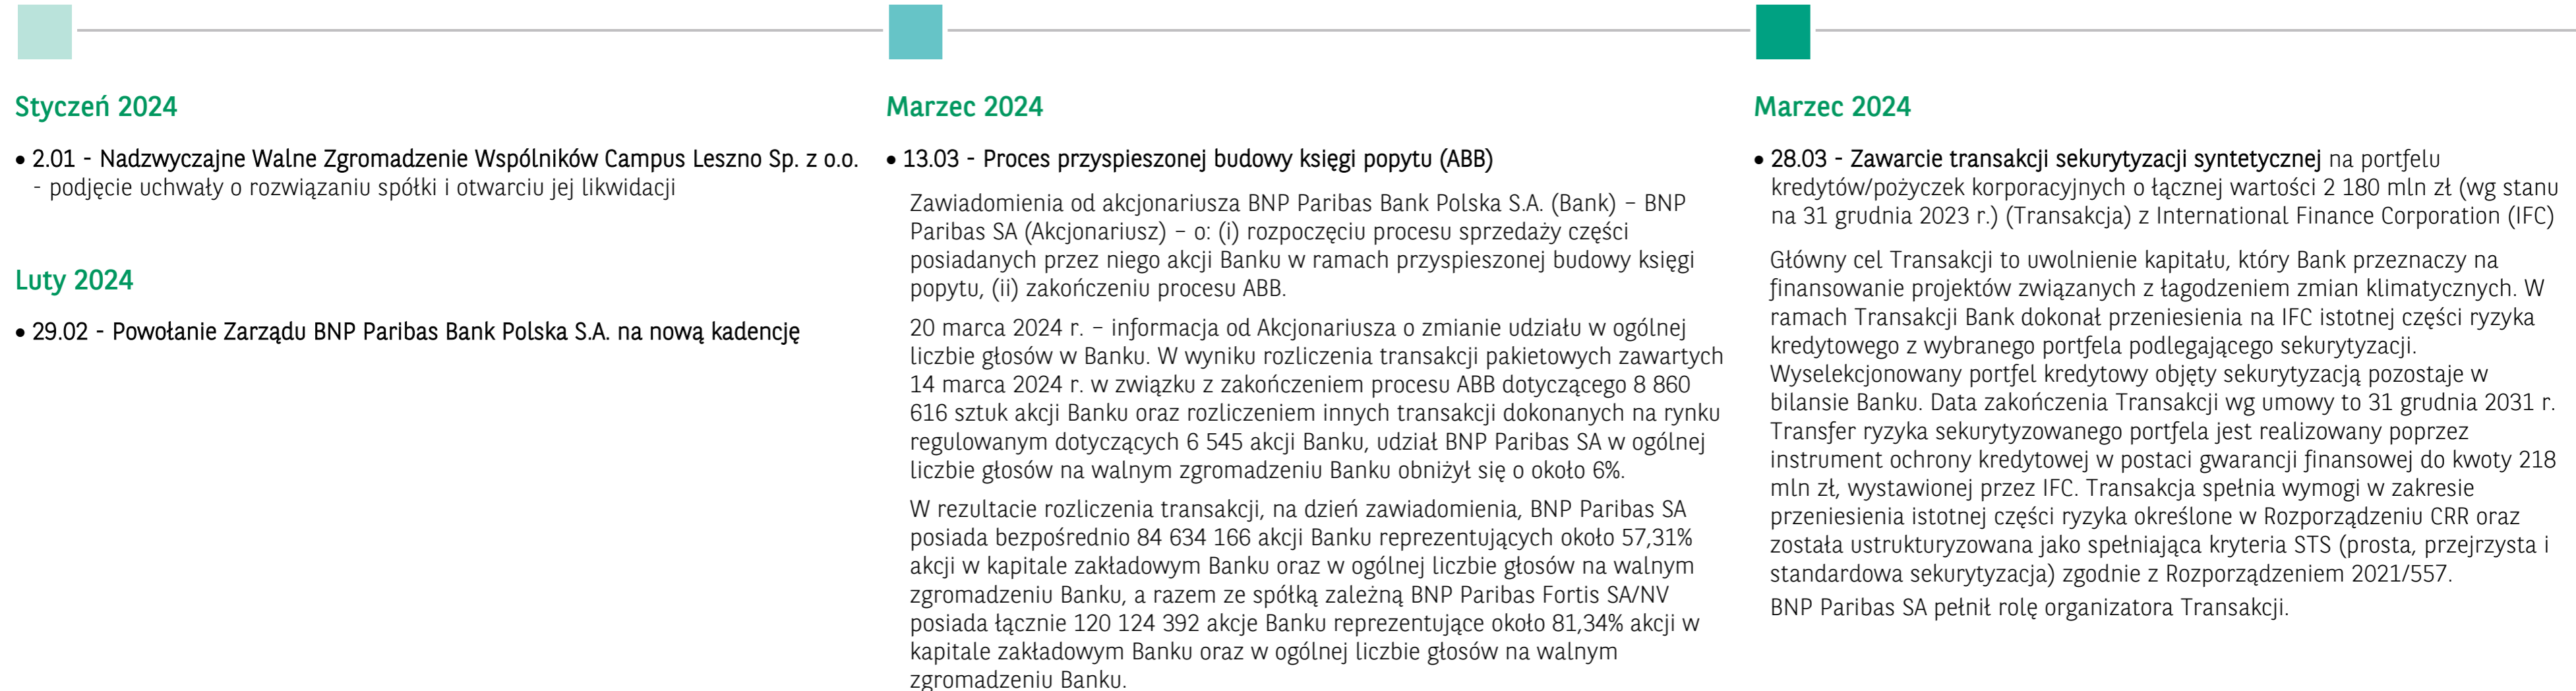 Styczeń 2024
• 2.01 - Nadzwyczajne Walne Zgromadzenie Wspólników Campus Leszno Sp. z o.o.
- podjęcie uchwały o rozwiązaniu spółki i otwarciu jej likwidacji
Luty 2024
• 29.02 - Powołanie Zarządu BNP Paribas Bank Polska S.A. na nową kadencję
Marzec 2024
• 13.03 - Proces przyspieszonej budowy księgi popytu (ABB)
Zawiadomienia od akcjonariusza BNP Paribas Bank Polska S.A. (Bank) – BNP
Paribas SA (Akcjonariusz) – o: (i) rozpoczęciu procesu sprzedaży części
posiadanych przez niego akcji Banku w ramach przyspieszonej budowy księgi
popytu, (ii) zakończeniu procesu ABB.
20 marca 2024 r. – informacja od Akcjonariusza o zmianie udziału w ogólnej
liczbie głosów w Banku. W wyniku rozliczenia transakcji pakietowych zawartych
14 marca 2024 r. w związku z zakończeniem procesu ABB dotyczącego 8 860
616 sztuk akcji Banku oraz rozliczeniem innych transakcji dokonanych na rynku
regulowanym dotyczących 6 545 akcji Banku, udział BNP Paribas SA w ogólnej
liczbie głosów na walnym zgromadzeniu Banku obniżył się o około 6%.
W rezultacie rozliczenia transakcji, na dzień zawiadomienia, BNP Paribas SA
posiada bezpośrednio 84 634 166 akcji Banku reprezentujących około 57,31%
akcji w kapitale zakładowym Banku oraz w ogólnej liczbie głosów na walnym
zgromadzeniu Banku, a razem ze spółką zależną BNP Paribas Fortis SA/NV
posiada łącznie 120 124 392 akcje Banku reprezentujące około 81,34% akcji w
kapitale zakładowym Banku oraz w ogólnej liczbie głosów na walnym
zgromadzeniu Banku.
Marzec 2024
• 28.03 - Zawarcie transakcji sekurytyzacji syntetycznej na portfelu
kredytów/pożyczek korporacyjnych o łącznej wartości 2 180 mln zł (wg stanu
na 31 grudnia 2023 r.) (Transakcja) z International Finance Corporation (IFC)
Główny cel Transakcji to uwolnienie kapitału, który Bank przeznaczy na
finansowanie projektów związanych z łagodzeniem zmian klimatycznych. W
ramach Transakcji Bank dokonał przeniesienia na IFC istotnej części ryzyka
kredytowego z wybranego portfela podlegającego sekurytyzacji.
Wyselekcjonowany portfel kredytowy objęty sekurytyzacją pozostaje w
bilansie Banku. Data zakończenia Transakcji wg umowy to 31 grudnia 2031 r.
Transfer ryzyka sekurytyzowanego portfela jest realizowany poprzez
instrument ochrony kredytowej w postaci gwarancji finansowej do kwoty 218
mln zł, wystawionej przez IFC. Transakcja spełnia wymogi w zakresie
przeniesienia istotnej części ryzyka określone w Rozporządzeniu CRR oraz
została ustrukturyzowana jako spełniająca kryteria STS (prosta, przejrzysta i
standardowa sekurytyzacja) zgodnie z Rozporządzeniem 2021/557.
BNP Paribas SA pełnił rolę organizatora Transakcji.